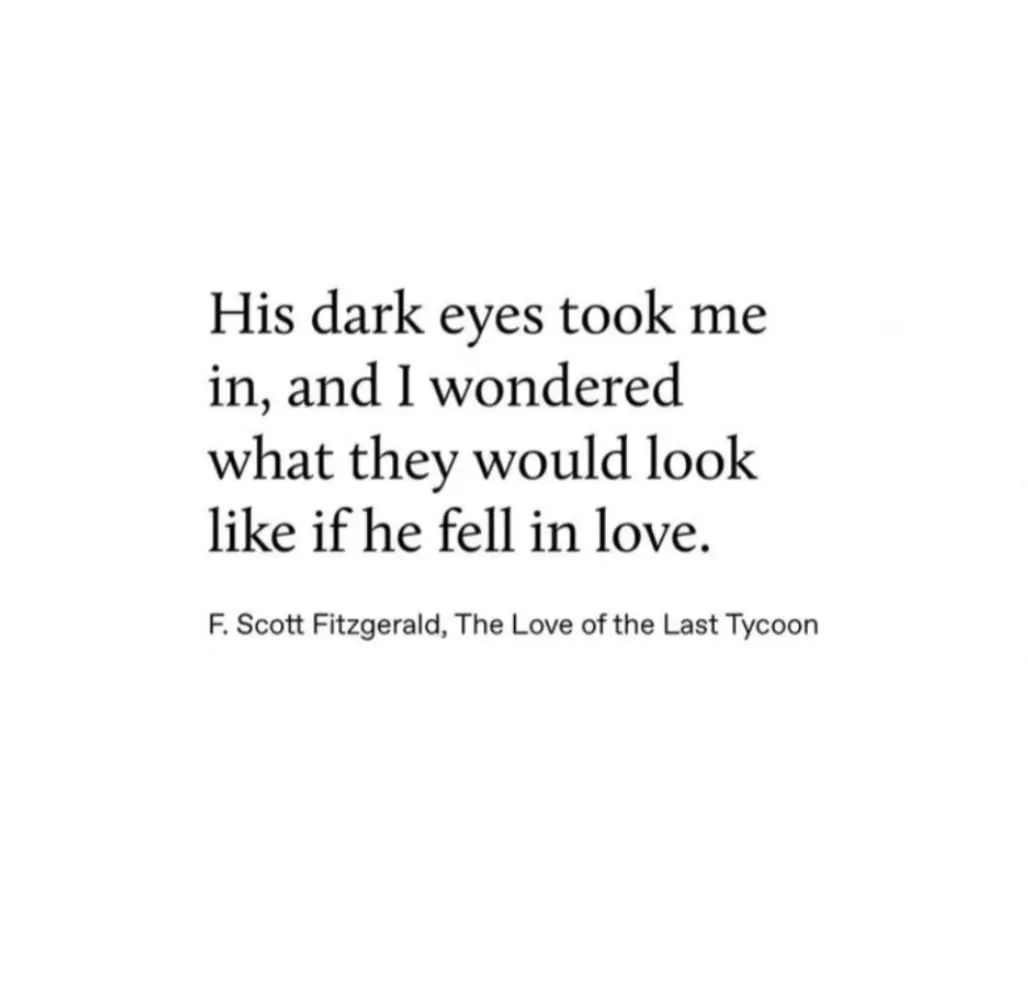 His dark eyes took me
in, and I wondered
what they would look
like if he fell in love.
F. Scott Fitzgerald, The Love of the Last Tycoon